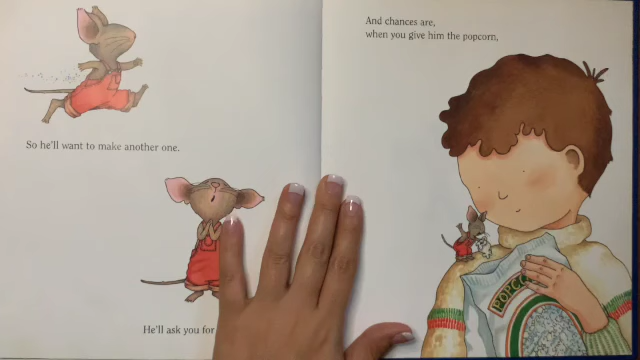 So he'll want to make another one.
He'll ask you for
And chances are,
when you give him the popcorn,